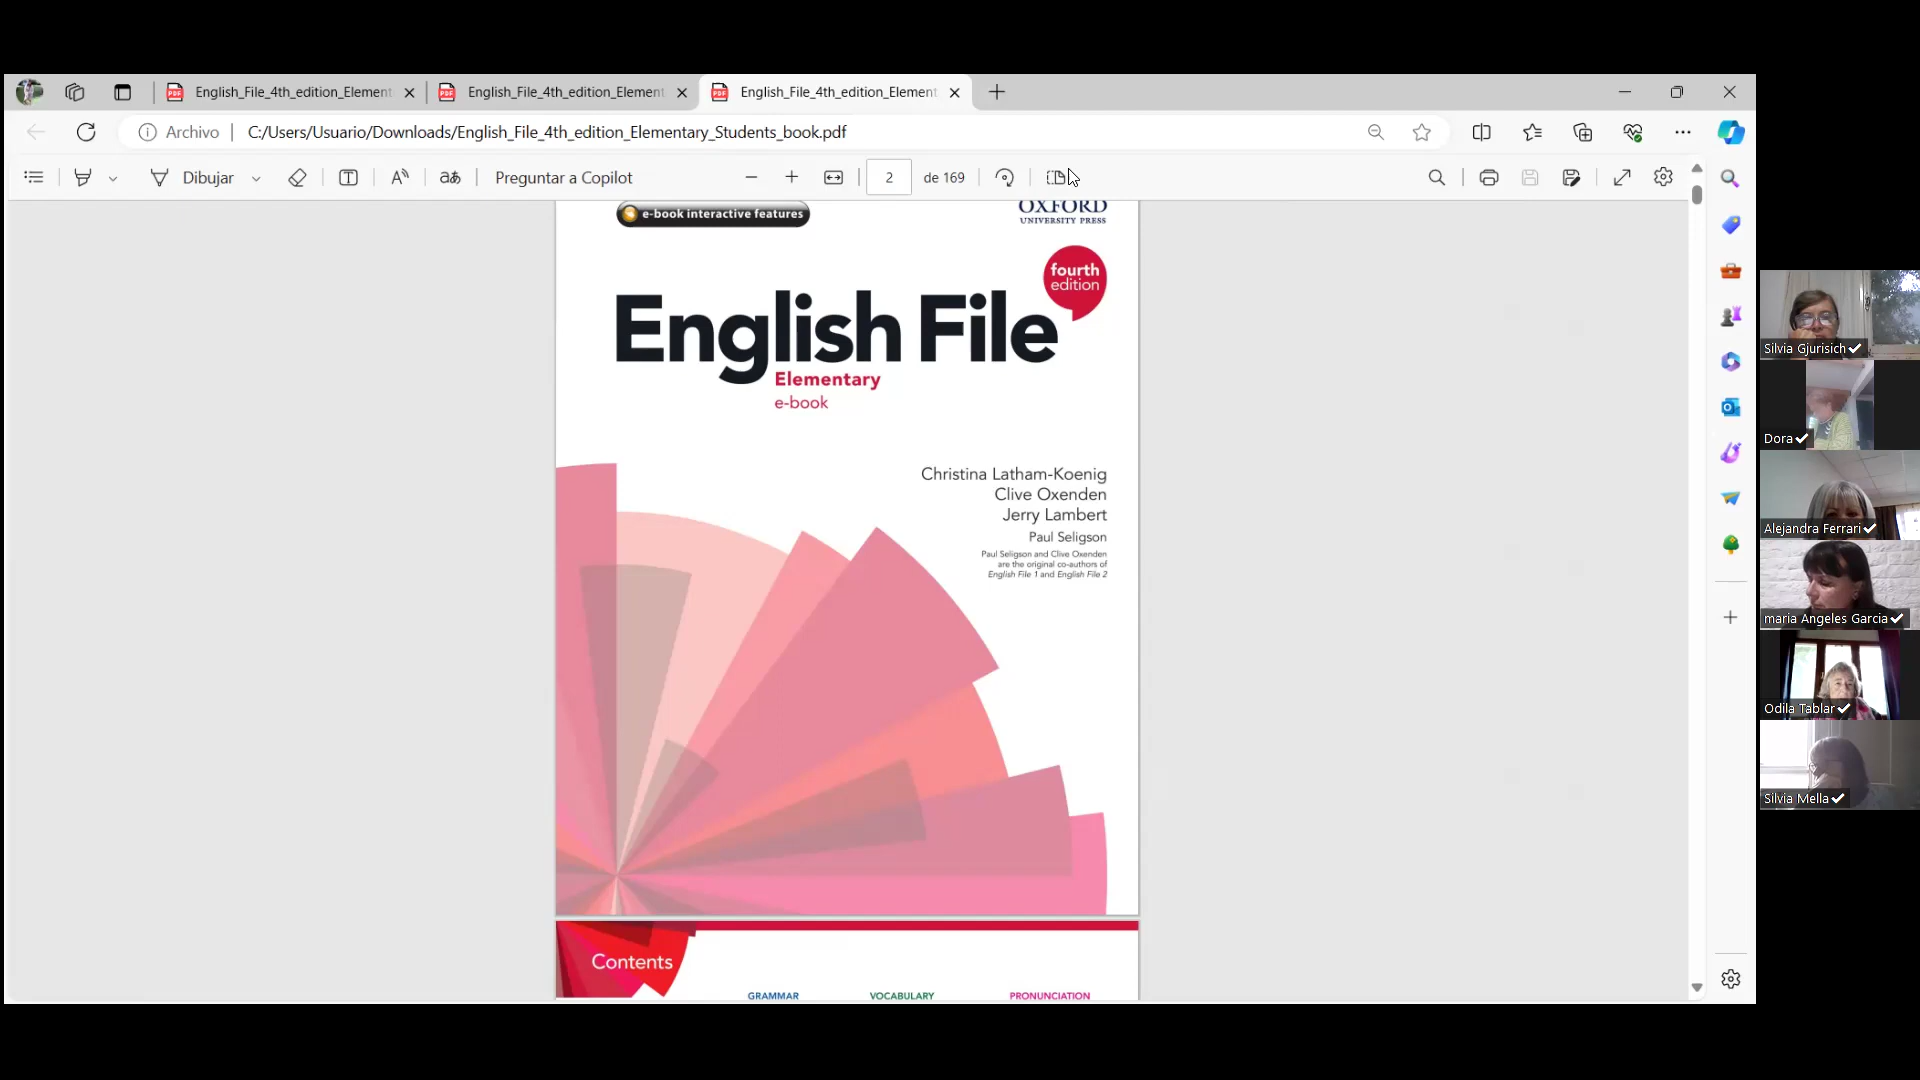 English_File_4th_edition_Element
English_File_4th_edition_Element
English_File_4th_edition_Element
Archivo
C:/Users/Usuario/Downloads/English_File_4th_edition_Elementary_Students_book.pdf
Dibujar
Preguntar a Copilot
2
de 169
e-book interactive features
OXFORD
UNIVERSITY PRESS
fourth
edition
English File
Elementary
e-book
Christina Latham-Koenig
Clive Oxenden
Jerry Lambert
Paul Seligson
Paul Seligson and Clive Oxenden
are the original co-authors of
English File 1 and English File 2
Contents
GRAMMAR
VOCABULARY
PRONUNCIATION
Silvia Gjurisich
Dora
Alejandra Ferrari
maria Angeles Garcia
Odila Tablar
Silvia Mella